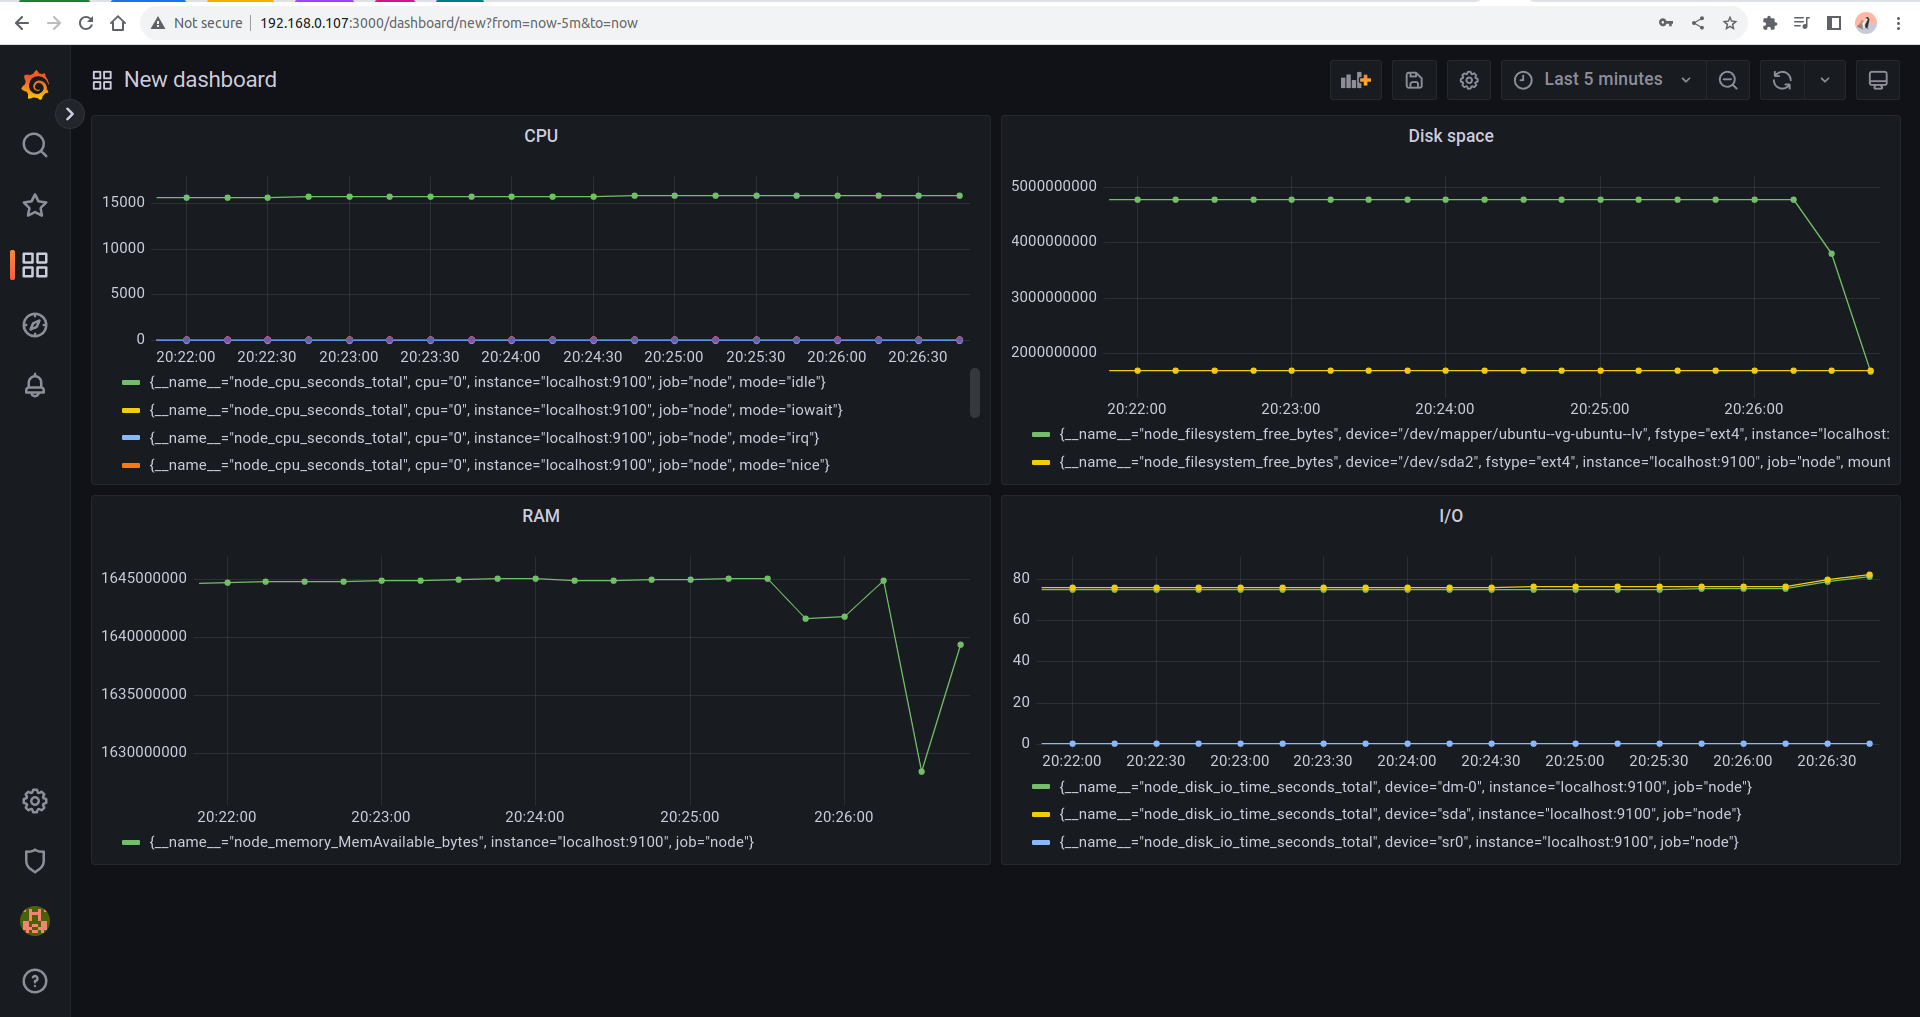 Not secure 192.168.0.107:3000/dashboard/new?from=now-5m&to=now
New dashboard
Last 5 minutes
CPU
15000
10000
5000
0
20:22:00 20:22:30 20:23:00 20:23:30 20:24:00 20:24:30 20:25:00 20:25:30 20:26:00 20:26:30
{__name__="node_cpu_seconds_total", cpu="0", instance="localhost:9100", job="node", mode="idle"}
{__name__="node_cpu_seconds_total", cpu="0", instance="localhost:9100", job="node", mode="iowait"}
{__name__="node_cpu_seconds_total", cpu="0", instance="localhost:9100", job="node", mode="irq"}
{__name__="node_cpu_seconds_total", cpu="0", instance="localhost:9100", job="node", mode="nice"}
Disk space
5000000000
4000000000
3000000000
2000000000
20:22:00 20:23:00 20:24:00 20:25:00 20:26:00
{__name__="node_filesystem_free_bytes", device="/dev/mapper/ubuntu--vg-ubuntu--lv", fstype="ext4", instance="localhost:
{__name__="node_filesystem_free_bytes", device="/dev/sda2", fstype="ext4", instance="localhost:9100", job="node", mount
RAM
1645000000
1640000000
1635000000
1630000000
20:22:00 20:23:00 20:24:00 20:25:00 20:26:00
{__name__="node_memory_MemAvailable_bytes", instance="localhost:9100", job="node"}
I/O
80
60
40
20
0
20:22:00 20:22:30 20:23:00 20:23:30 20:24:00 20:24:30 20:25:00 20:25:30 20:26:00 20:26:30
{__name__="node_disk_io_time_seconds_total", device="dm-0", instance="localhost:9100", job="node"}
{__name__="node_disk_io_time_seconds_total", device="sda", instance="localhost:9100", job="node"}
{__name__="node_disk_io_time_seconds_total", device="sr0", instance="localhost:9100", job="node"}